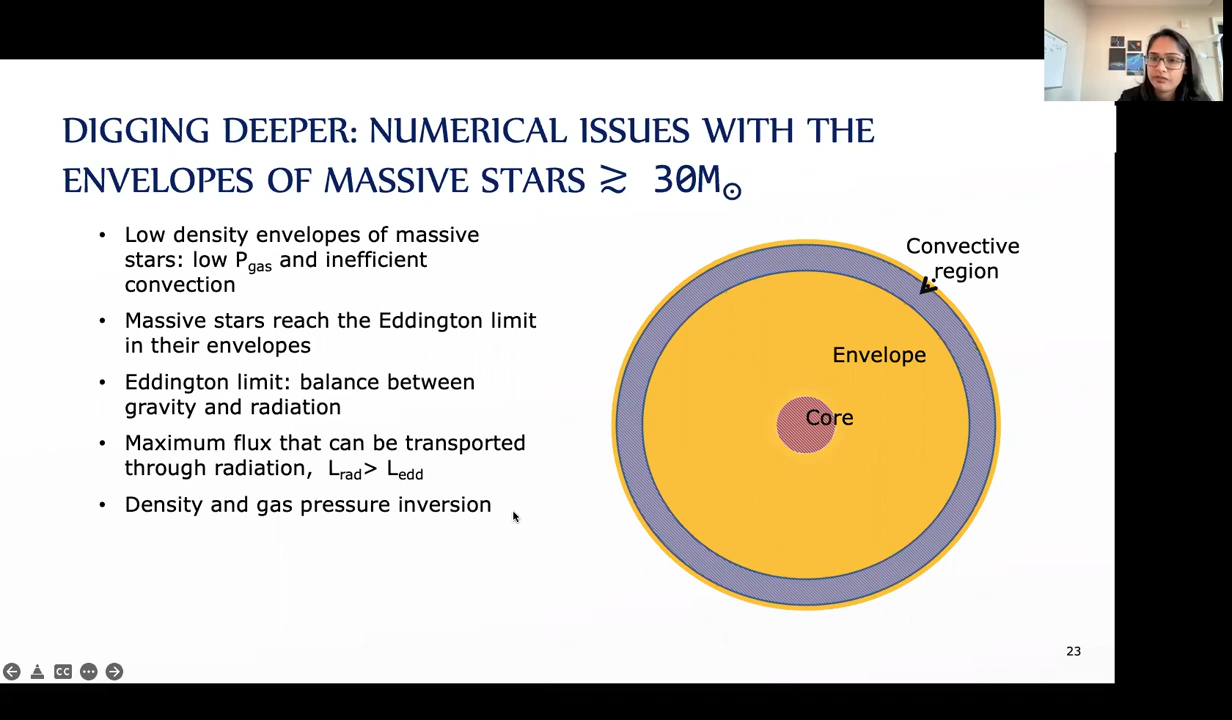 DIGGING DEEPER: NUMERICAL ISSUES WITH THE
ENVELOPES OF MASSIVE STARS ≳ 30M☉
• Low density envelopes of massive
stars: low Pgas and inefficient
convection
• Massive stars reach the Eddington limit
in their envelopes
• Eddington limit: balance between
gravity and radiation
• Maximum flux that can be transported
through radiation, Lrad> Ledd
• Density and gas pressure inversion
Convective
region
Envelope
Core
23
CC